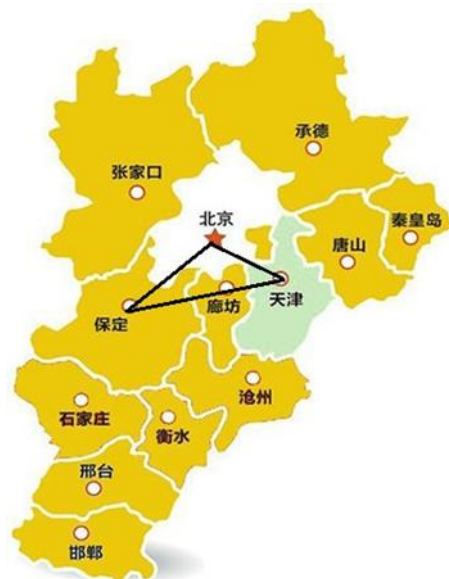 承德
张家口
北京
秦皇岛
唐山
天津
廊坊
保定
沧州
石家庄
衡水
邢台
邯郸